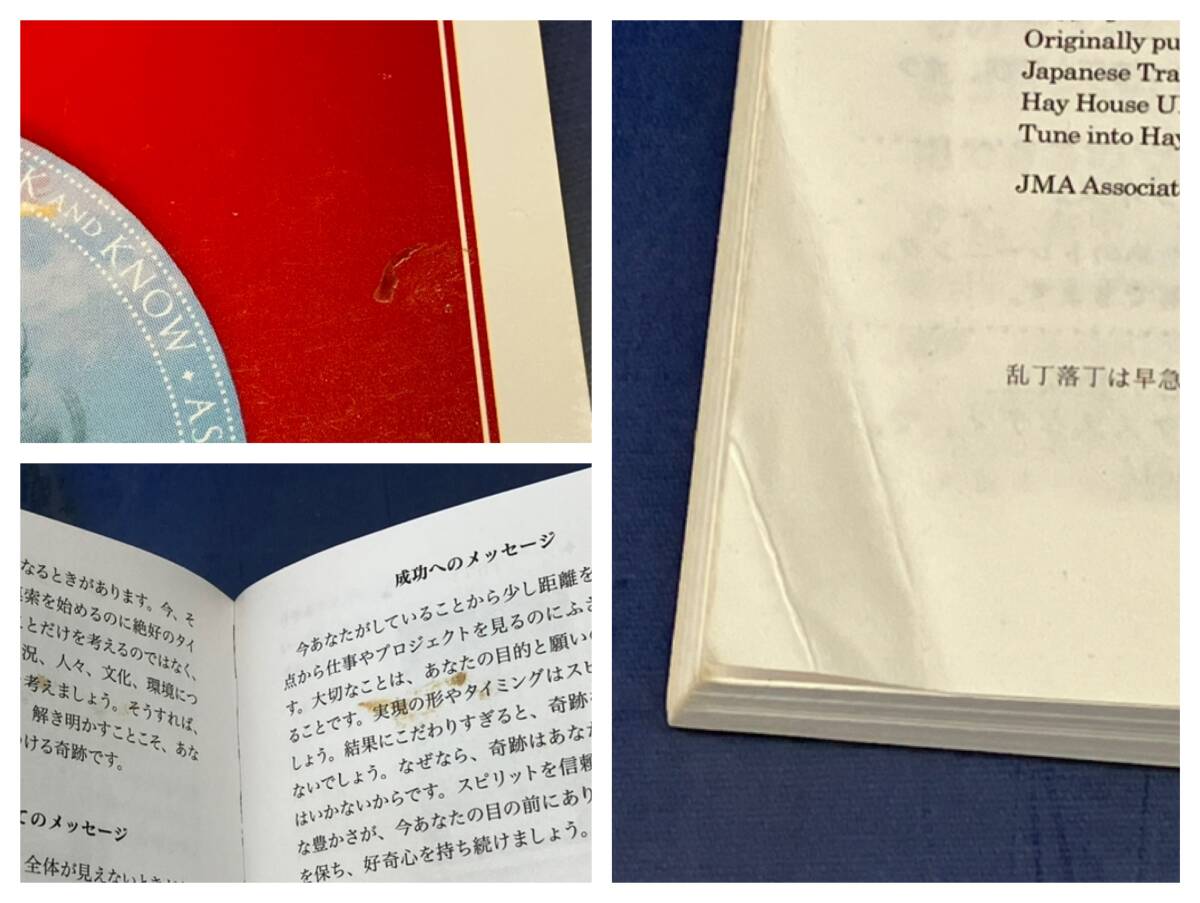 K AND KNOW ✦ AS
Originally pu
Japanese Tra
Hay House U
Tune into Hay
JMA Associat
乱丁落丁は早急
なるときがあります。今、そ
索を始めるのに絶好のタイ
ことだけを考えるのではなく、
況、人々、文化、環境につ
考えましょう。そうすれば、
解き明かすことこそ、あな
ける奇跡です。
てのメッセージ
全体が見えないときに
成功へのメッセージ
今あなたがしていることから少し距離を
点から仕事やプロジェクトを見るのにふさ
す。大切なことは、あなたの目的と願い
ることです。実現の形やタイミングはスピ
しょう。結果にこだわりすぎると、奇跡
ないでしょう。なぜなら、奇跡はあなた
はいかないからです。スピリットを信頼
な豊かさが、今あなたの目の前にあり
を保ち、好奇心を持ち続けましょう。